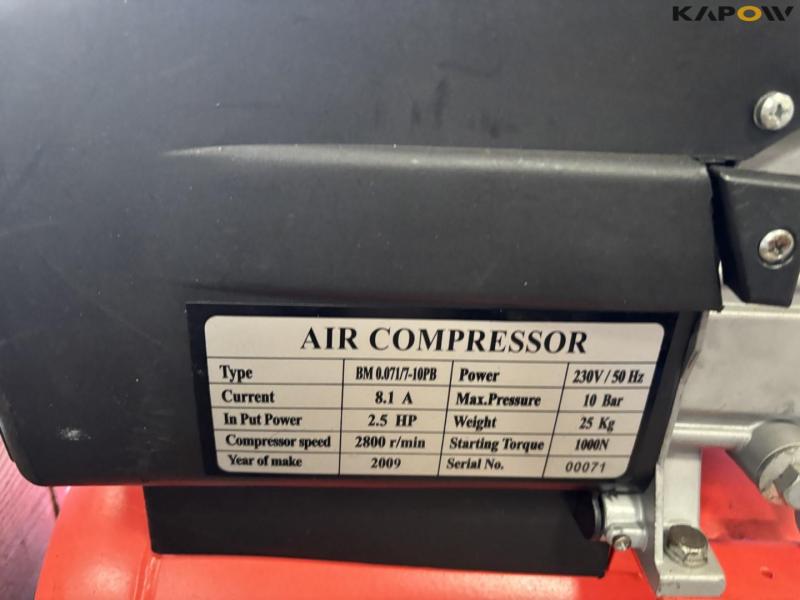 KAPOW
AIR COMPRESSOR
Type BM 0.071/7-10PB Power 230V / 50 Hz
Current 8.1 A Max.Pressure 10 Bar
In Put Power 2.5 HP Weight 25 Kg
Compressor speed 2800 r/min Starting Torque 1000N
Year of make 2009 Serial No. 00071